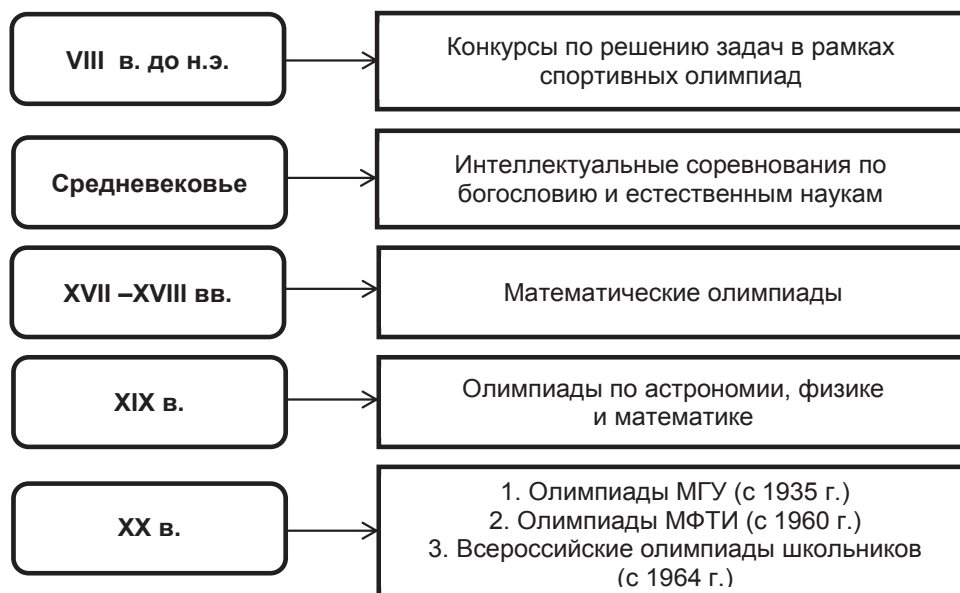 VIII в. до н.э.
Конкурсы по решению задач в рамках
спортивных олимпиад
Средневековье
Интеллектуальные соревнования по
богословию и естественным наукам
XVII –XVIII вв.
Математические олимпиады
XIX в.
Олимпиады по астрономии, физике
и математике
XX в.
1. Олимпиады МГУ (с 1935 г.)
2. Олимпиады МФТИ (с 1960 г.)
3. Всероссийские олимпиады школьников
(с 1964 г.)